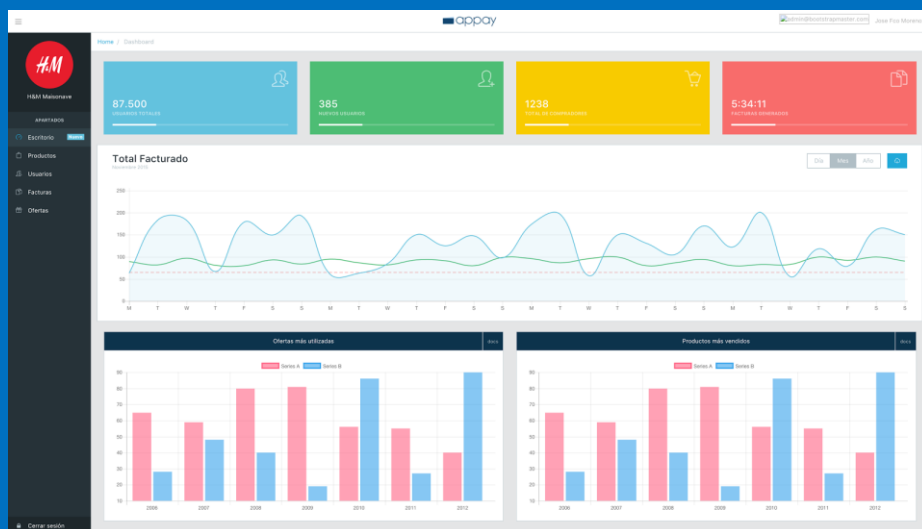 appay
admin@bootstrapmaster.com
Jose Fco Moreno
H&M
H&M Maisonave
APARTADOS
Escritorio Nuevo
Productos
Usuarios
Facturas
Ofertas
Cerrar sesión
Home / Dashboard
87.500
USUARIOS TOTALES
385
NUEVOS USUARIOS
1238
TOTAL DE COMPRADORES
5:34:11
FACTURAS GENERADAS
Total Facturado
Día Mes Año
250
200
150
100
50
0
M T W T F S S M T W T F S S M T W T F S S M T W T F S S
Ofertas más utilizadas
docs
Series A Series B
90
80
70
60
50
40
30
20
10
2006 2007 2008 2009 2010 2011 2012
Productos más vendidos
docs
Series A Series B
90
80
70
60
50
40
30
20
10
2006 2007 2008 2009 2010 2011 2012